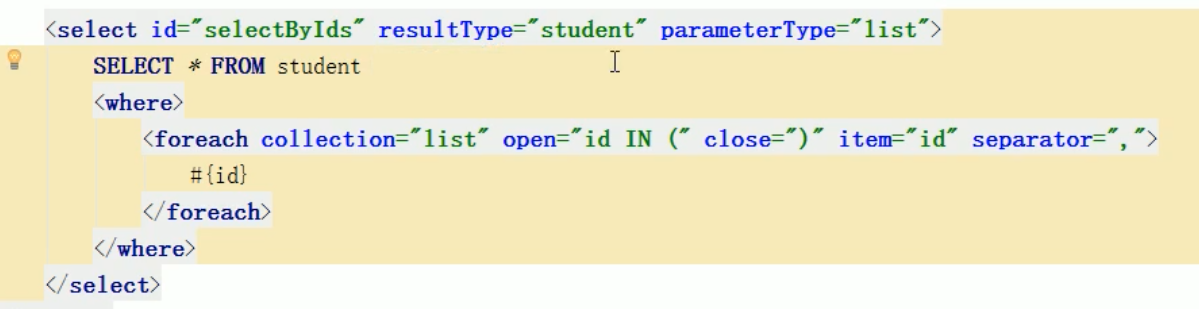 <select id="selectByIds" resultType="student" parameterType="list">
SELECT * FROM student
<where>
<foreach collection="list" open="id IN (" close=")" item="id" separator=",">
#{id}
</foreach>
</where>
</select>